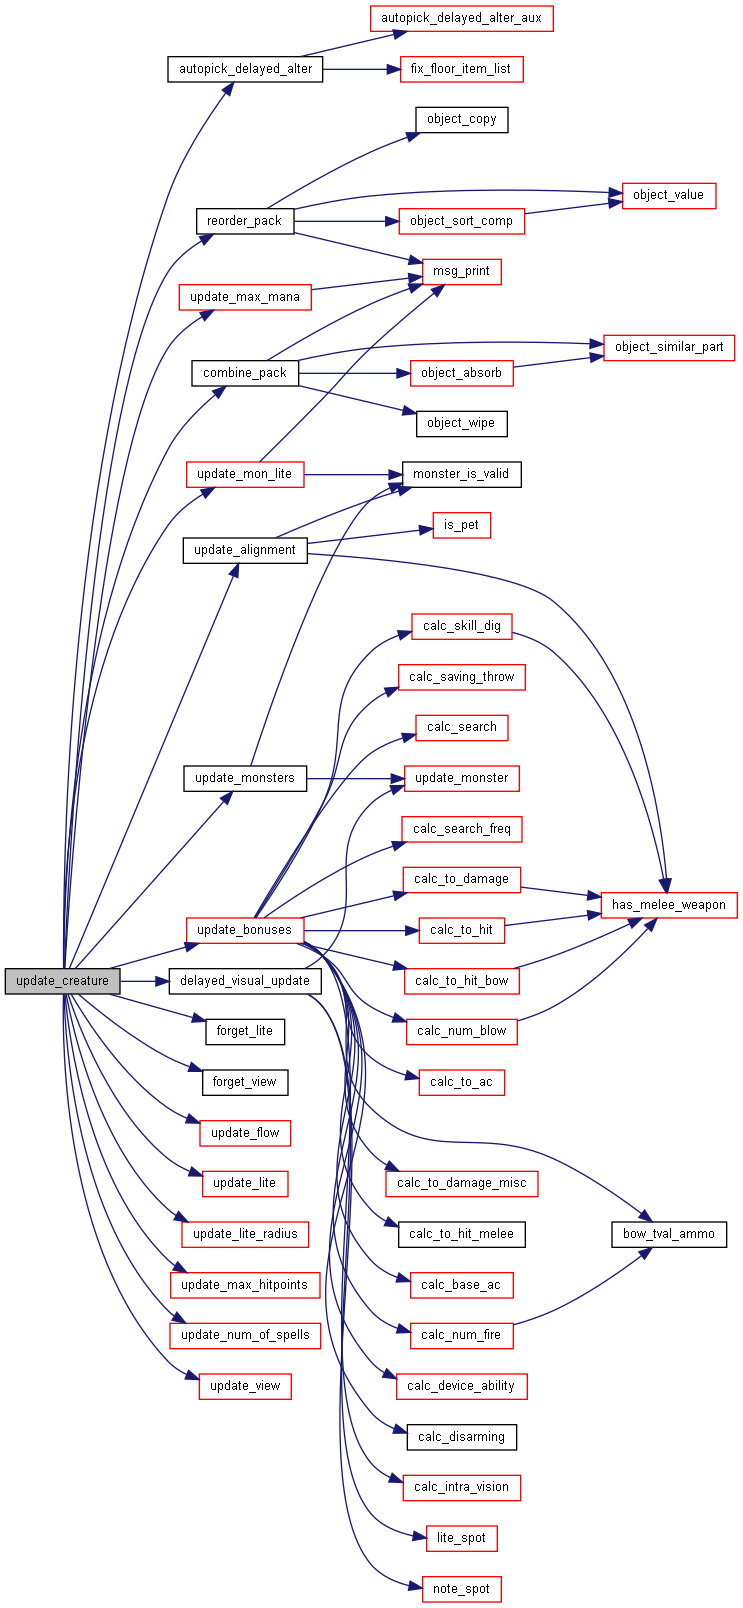 autopick_delayed_alter_aux
autopick_delayed_alter
fix_floor_item_list
object_copy
object_value
reorder_pack
object_sort_comp
msg_print
update_max_mana
object_similar_part
combine_pack
object_absorb
object_wipe
update_mon_lite
monster_is_valid
is_pet
update_alignment
calc_skill_dig
calc_saving_throw
calc_search
update_monsters
update_monster
calc_search_freq
calc_to_damage
has_melee_weapon
update_bonuses
calc_to_hit
update_creature
delayed_visual_update
calc_to_hit_bow
forget_lite
calc_num_blow
forget_view
calc_to_ac
update_flow
update_lite
calc_to_damage_misc
update_lite_radius
calc_to_hit_melee
bow_tval_ammo
update_max_hitpoints
calc_base_ac
update_num_of_spells
calc_num_fire
update_view
calc_device_ability
calc_disarming
calc_intra_vision
lite_spot
note_spot